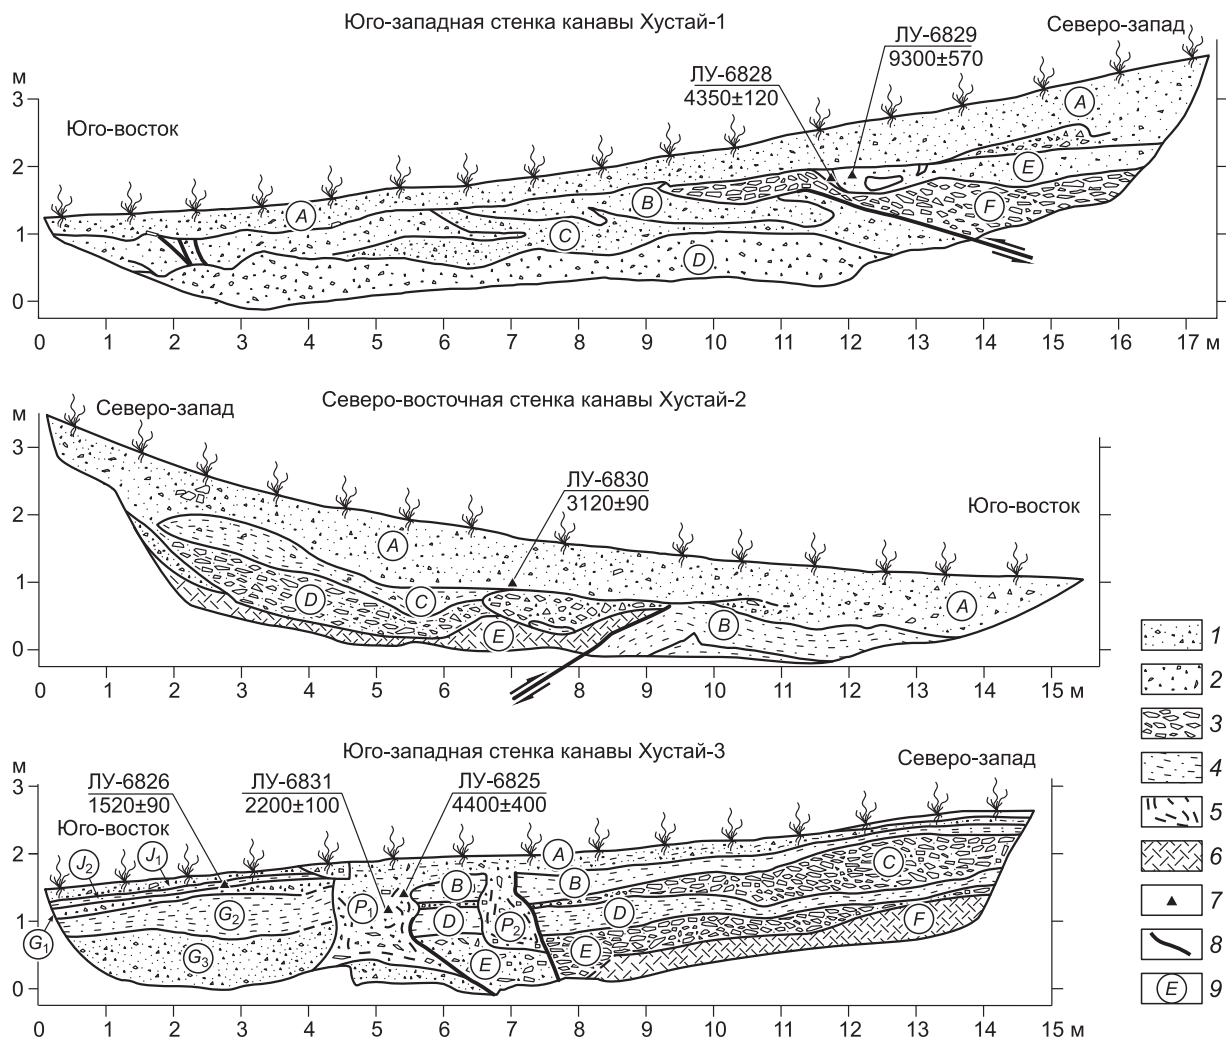 Юго-западная стенка канавы Хустай-1
Северо-запад
ЛУ-6829
9300±570
ЛУ-6828
4350±120
м
Юго-восток
3
2
1
0
A
A
B
C
D
E
F
0 1 2 3 4 5 6 7 8 9 10 11 12 13 14 15 16 17 м
Северо-восточная стенка канавы Хустай-2
Северо-запад
м
ЛУ-6830
3120±90
Юго-восток
3
2
1
0
A
A
B
C
D
E
0 1 2 3 4 5 6 7 8 9 10 11 12 13 14 15 м
Юго-западная стенка канавы Хустай-3
Северо-запад
м
ЛУ-6826
1520±90
ЛУ-6831
2200±100
ЛУ-6825
4400±400
Юго-восток
3
2
1
0
J2
J1
A
B
B
C
G2
P1
D
P2
D
F
G1
G3
E
E
0 1 2 3 4 5 6 7 8 9 10 11 12 13 14 15 м
1
2
3
4
5
6
7
8
E 9